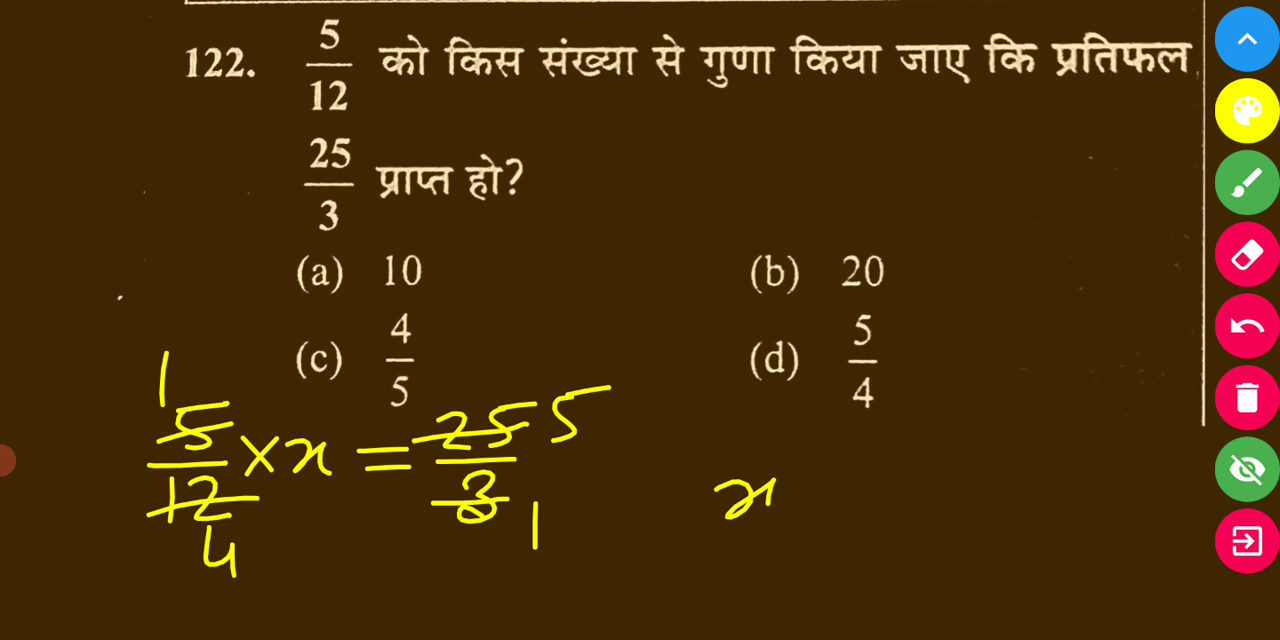 122. 5/12 को किस संख्या से गुणा किया जाए कि प्रतिफल
25/3 प्राप्त हो?
(a) 10 (b) 20
(c) 4/5 (d) 5/4
1
5/12 × x = 25/3 5
4 1
x